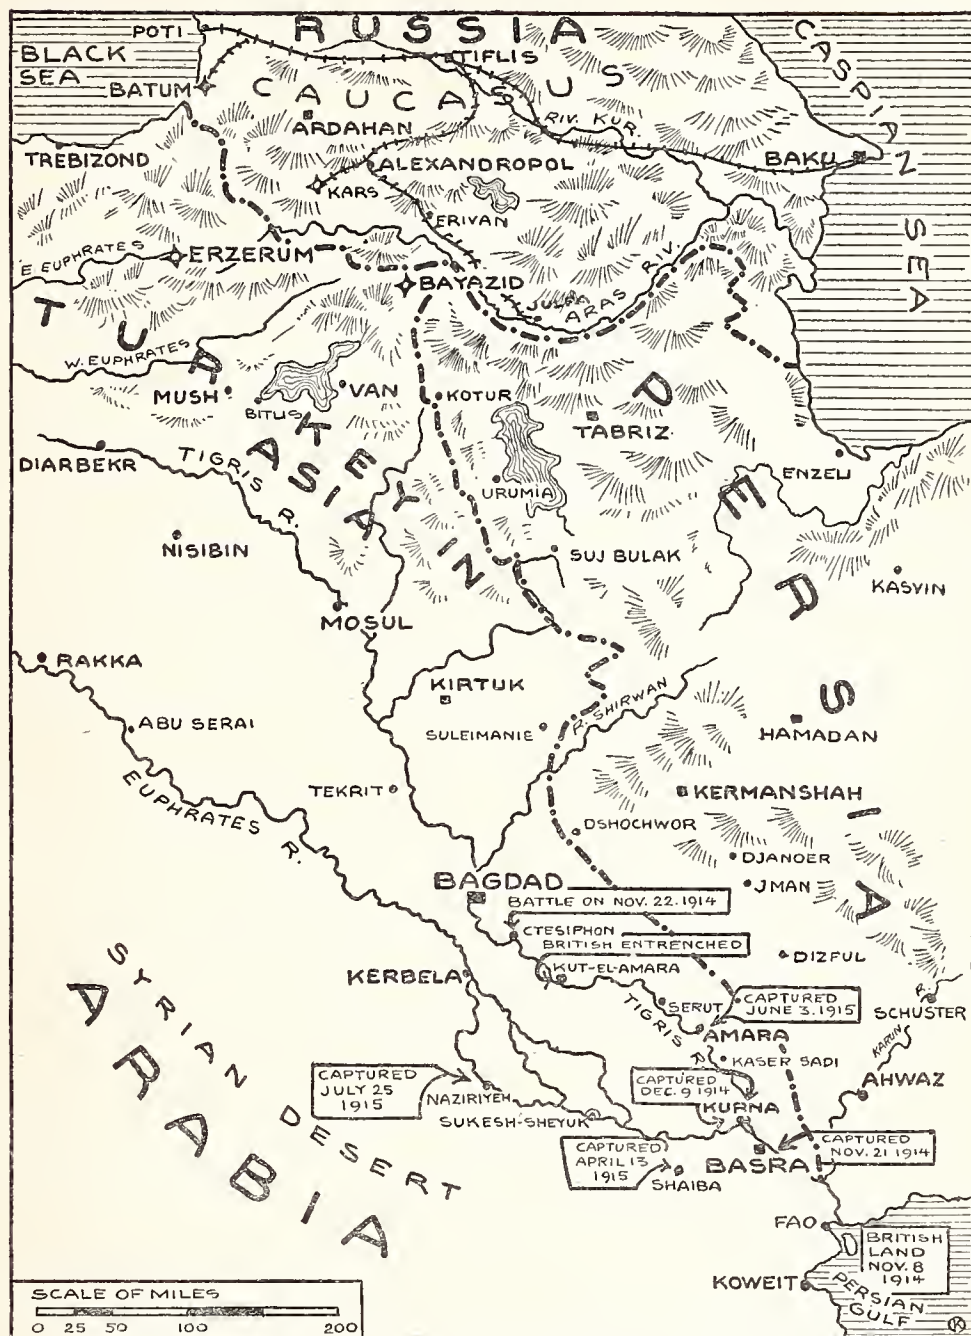 RUSSIA
POTI
BLACK
SEA
TIFLIS
CASPIAN SEA
BATUM
CAUCASUS
ARDAHAN
RIV. KUR.
TREBIZOND
ALEXANDROPOL
BAKU
KARS
ERIVAN
E EUPHRATES
ERZERUM
BAYAZID
JULFA
ARAS RIV.
TURKEY IN
ASIA
W. EUPHRATES
MUSH
BITLIS
VAN
KOTUR
PERSIA
TABRIZ
DIARBEKR
TIGRIS R.
URUMIA
ENZELI
NISIBIN
SUJ BULAK
KASVIN
MOSUL
RAKKA
KIRTUK
R. SHIRWAN
ABU SERAI
SULEIMANIE
HAMADAN
EUPHRATES R.
TEKRIT
KERMANSHAH
DSHOCHWOR
DJANOER
BAGDAD
JMAN
BATTLE ON NOV. 22. 1914
CTESIPHON
BRITISH ENTRENCHED
DIZFUL
KERBELA
KUT-EL-AMARA
SYRIAN DESERT
ARABIA
TIGRIS R.
SERUT
CAPTURED
JUNE 3. 1915
SCHUSTER
AMARA
KARUN R.
KASER SADI
CAPTURED
JULY 25
1915
NAZIRIYEH
CAPTURED
DEC. 9 1914
AHWAZ
KURNA
SUKESH-SHEYUK
CAPTURED
NOV. 21 1914
CAPTURED
APRIL 13
1915
BASRA
SHAIBA
FAO
BRITISH
LAND
NOV. 8
1914
KOWEIT
PERSIAN
GULF
K
SCALE OF MILES
0 25 50 100 200